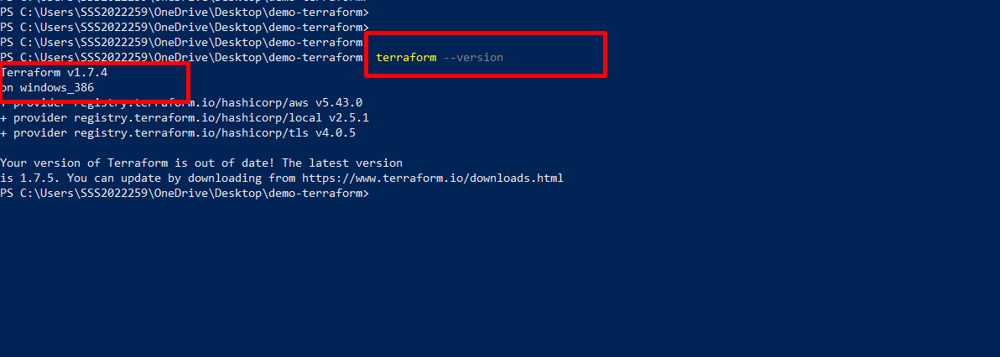 PS C:\Users\SSS2022259\OneDrive\Desktop\demo-terraform>
PS C:\Users\SSS2022259\OneDrive\Desktop\demo-terraform>
PS C:\Users\SSS2022259\OneDrive\Desktop\demo-terraform
PS C:\Users\SSS2022259\OneDrive\Desktop\demo-terraform terraform --version
Terraform v1.7.4
on windows_386
+ provider registry.terraform.io/hashicorp/aws v5.43.0
+ provider registry.terraform.io/hashicorp/local v2.5.1
+ provider registry.terraform.io/hashicorp/tls v4.0.5
Your version of Terraform is out of date! The latest version
is 1.7.5. You can update by downloading from https://www.terraform.io/downloads.html
PS C:\Users\SSS2022259\OneDrive\Desktop\demo-terraform>